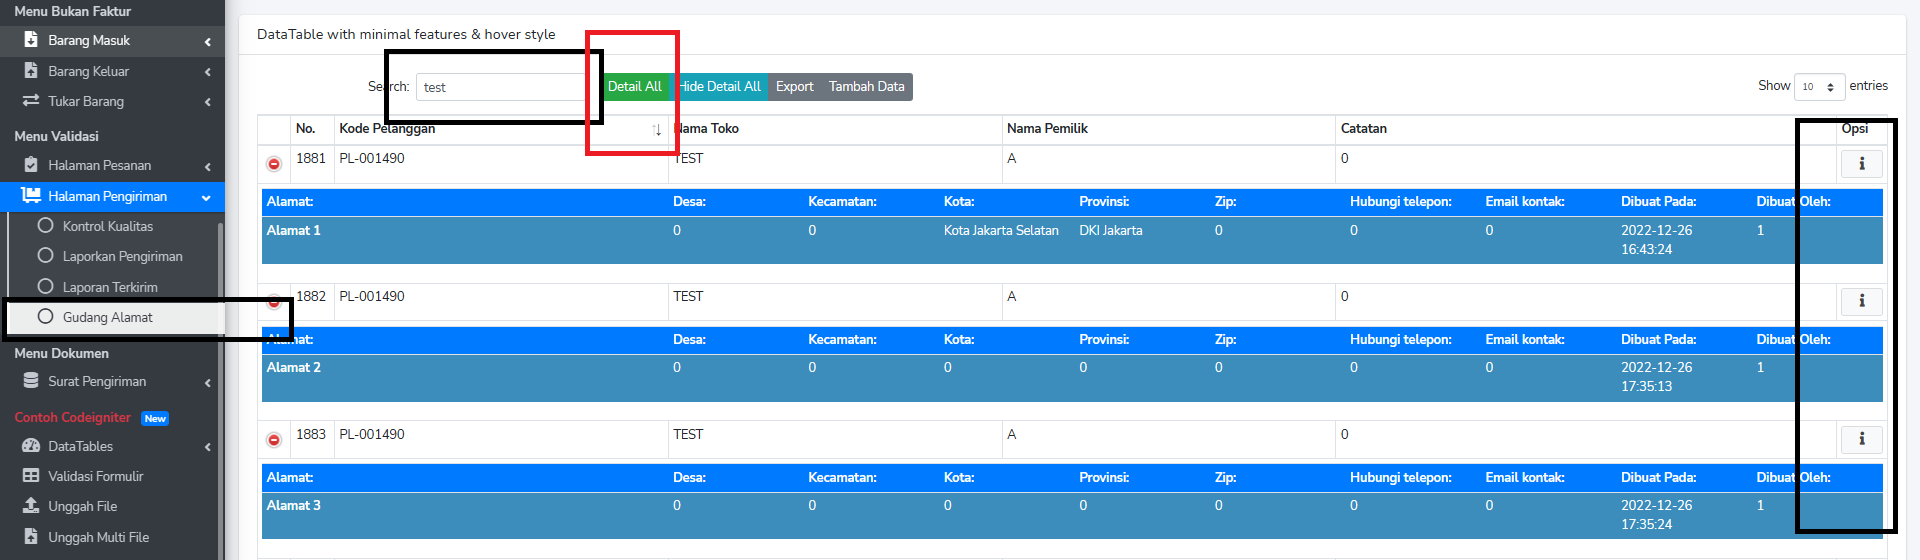 Menu Bukan Faktur
Barang Masuk
Barang Keluar
Tukar Barang
Menu Validasi
Halaman Pesanan
Halaman Pengiriman
Kontrol Kualitas
Laporkan Pengiriman
Laporan Terkirim
Gudang Alamat
Menu Dokumen
Surat Pengiriman
Contoh Codeigniter New
DataTables
Validasi Formulir
Unggah File
Unggah Multi File
DataTable with minimal features & hover style
Search: test Detail All Hide Detail All Export Tambah Data Show 10 entries
No. Kode Pelanggan Nama Toko Nama Pemilik Catatan Opsi
1881 PL-001490 TEST A 0
Alamat: Desa: Kecamatan: Kota: Provinsi: Zip: Hubungi telepon: Email kontak: Dibuat Pada: Dibuat Oleh:
Alamat 1 0 0 Kota Jakarta Selatan DKI Jakarta 0 0 0 2022-12-26 1
16:43:24
1882 PL-001490 TEST A 0
Alamat: Desa: Kecamatan: Kota: Provinsi: Zip: Hubungi telepon: Email kontak: Dibuat Pada: Dibuat Oleh:
Alamat 2 0 0 0 0 0 0 0 2022-12-26 1
17:35:13
1883 PL-001490 TEST A 0
Alamat: Desa: Kecamatan: Kota: Provinsi: Zip: Hubungi telepon: Email kontak: Dibuat Pada: Dibuat Oleh:
Alamat 3 0 0 0 0 0 0 0 2022-12-26 1
17:35:24